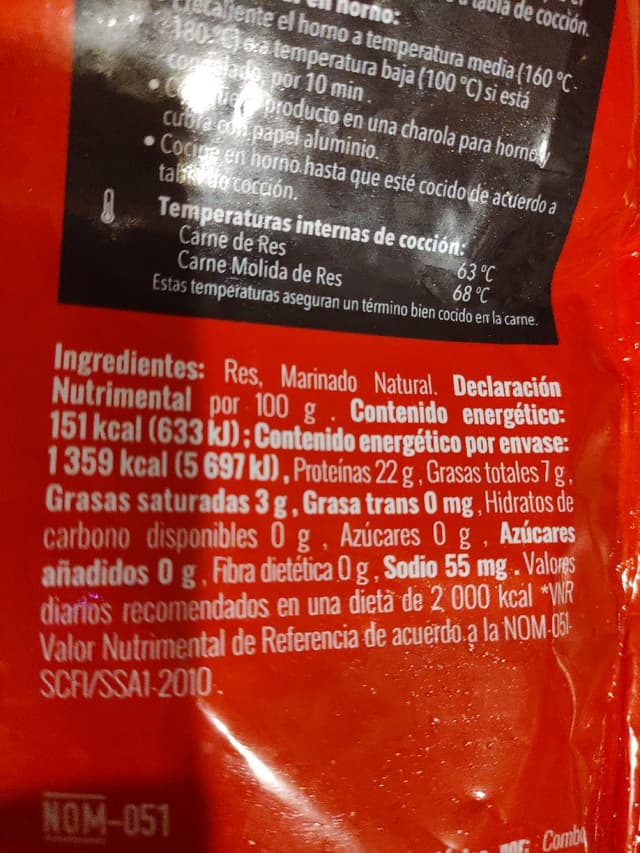 en horno:
tabla de cocción.
Precaliente el horno a temperatura media (160 °C-
180 °C) o a temperatura baja (100 °C) si está
congelado, por 10 min.
• producto en una charola para horno y
cubra con papel aluminio.
• Cocine en horno hasta que esté cocido de acuerdo a
tabla de cocción.
Temperaturas internas de cocción:
Carne de Res 63 °C
Carne Molida de Res 68 °C
Estas temperaturas aseguran un término bien cocido en la carne.
Ingredientes: Res, Marinado Natural. Declaración
Nutrimental por 100 g . Contenido energético:
151 kcal (633 kJ) ; Contenido energético por envase:
1 359 kcal (5 697 kJ) , Proteínas 22 g , Grasas totales 7 g ,
Grasas saturadas 3 g , Grasa trans 0 mg , Hidratos de
carbono disponibles 0 g , Azúcares 0 g , Azúcares
añadidos 0 g , Fibra dietética 0 g , Sodio 55 mg . Valores
diarios recomendados en una dieta de 2 000 kcal *VNR
Valor Nutrimental de Referencia de acuerdo a la NOM-051-
SCFI/SSA1-2010 .
NOM-051
por: Combo